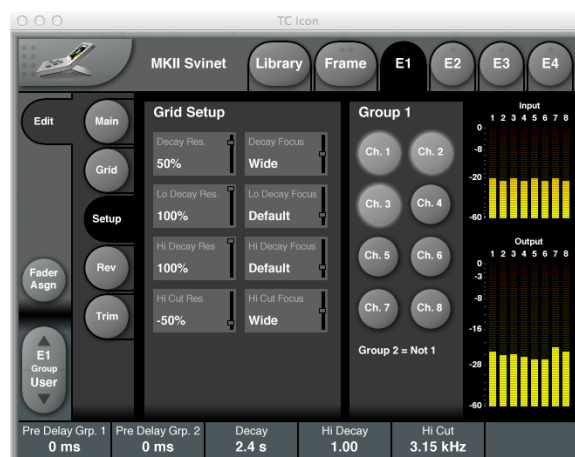 TC Icon
MKII Svinet
Library
Frame
E1
E2
E3
E4
Edit
Main
Grid
Setup
Rev
Trim
Fader
Asgn
E1
Group
User
Grid Setup
Decay Res.
50%
Decay Focus
Wide
Lo Decay Res.
100%
Lo Decay Focus
Default
Hi Decay Res
100%
Hi Decay Focus
Default
Hi Cut Res
-50%
Hi Cut Focus
Wide
Group 1
Ch. 1
Ch. 2
Ch. 3
Ch. 4
Ch. 5
Ch. 6
Ch. 7
Ch. 8
Group 2 = Not 1
Input
1 2 3 4 5 6 7 8
0
-8
-20
-60
Output
1 2 3 4 5 6 7 8
0
-3
-8
-16
-28
-60
Pre Delay Grp. 1
0 ms
Pre Delay Grp. 2
0 ms
Decay
2.4 s
Hi Decay
1.00
Hi Cut
3.15 kHz